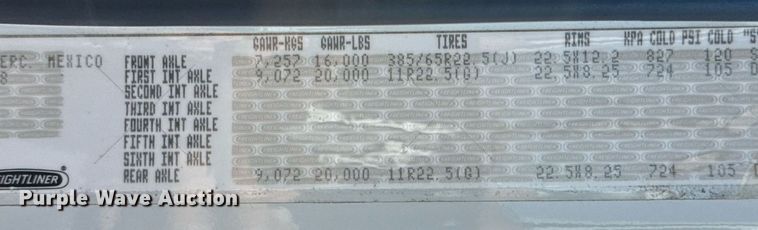 GAWR-KGS GAWR-LBS TIRES RIMS KPA COLD PSI COLD "S
ERC. MEXICO FRONT AXLE 7,257 16,000 385/65R22.5(J) 22.5X12.2 827 120 S
8 FIRST INT AXLE 9,072 20,000 11R22.5(G) 22.5X8.25 724 105 D
SECOND INT AXLE
THIRD INT AXLE
FOURTH INT AXLE
FIFTH INT AXLE
SIXTH INT AXLE
EIGHTLINER REAR AXLE 9,072 20,000 11R22.5(G) 22.5X8.25 724 105
Purple Wave Auction